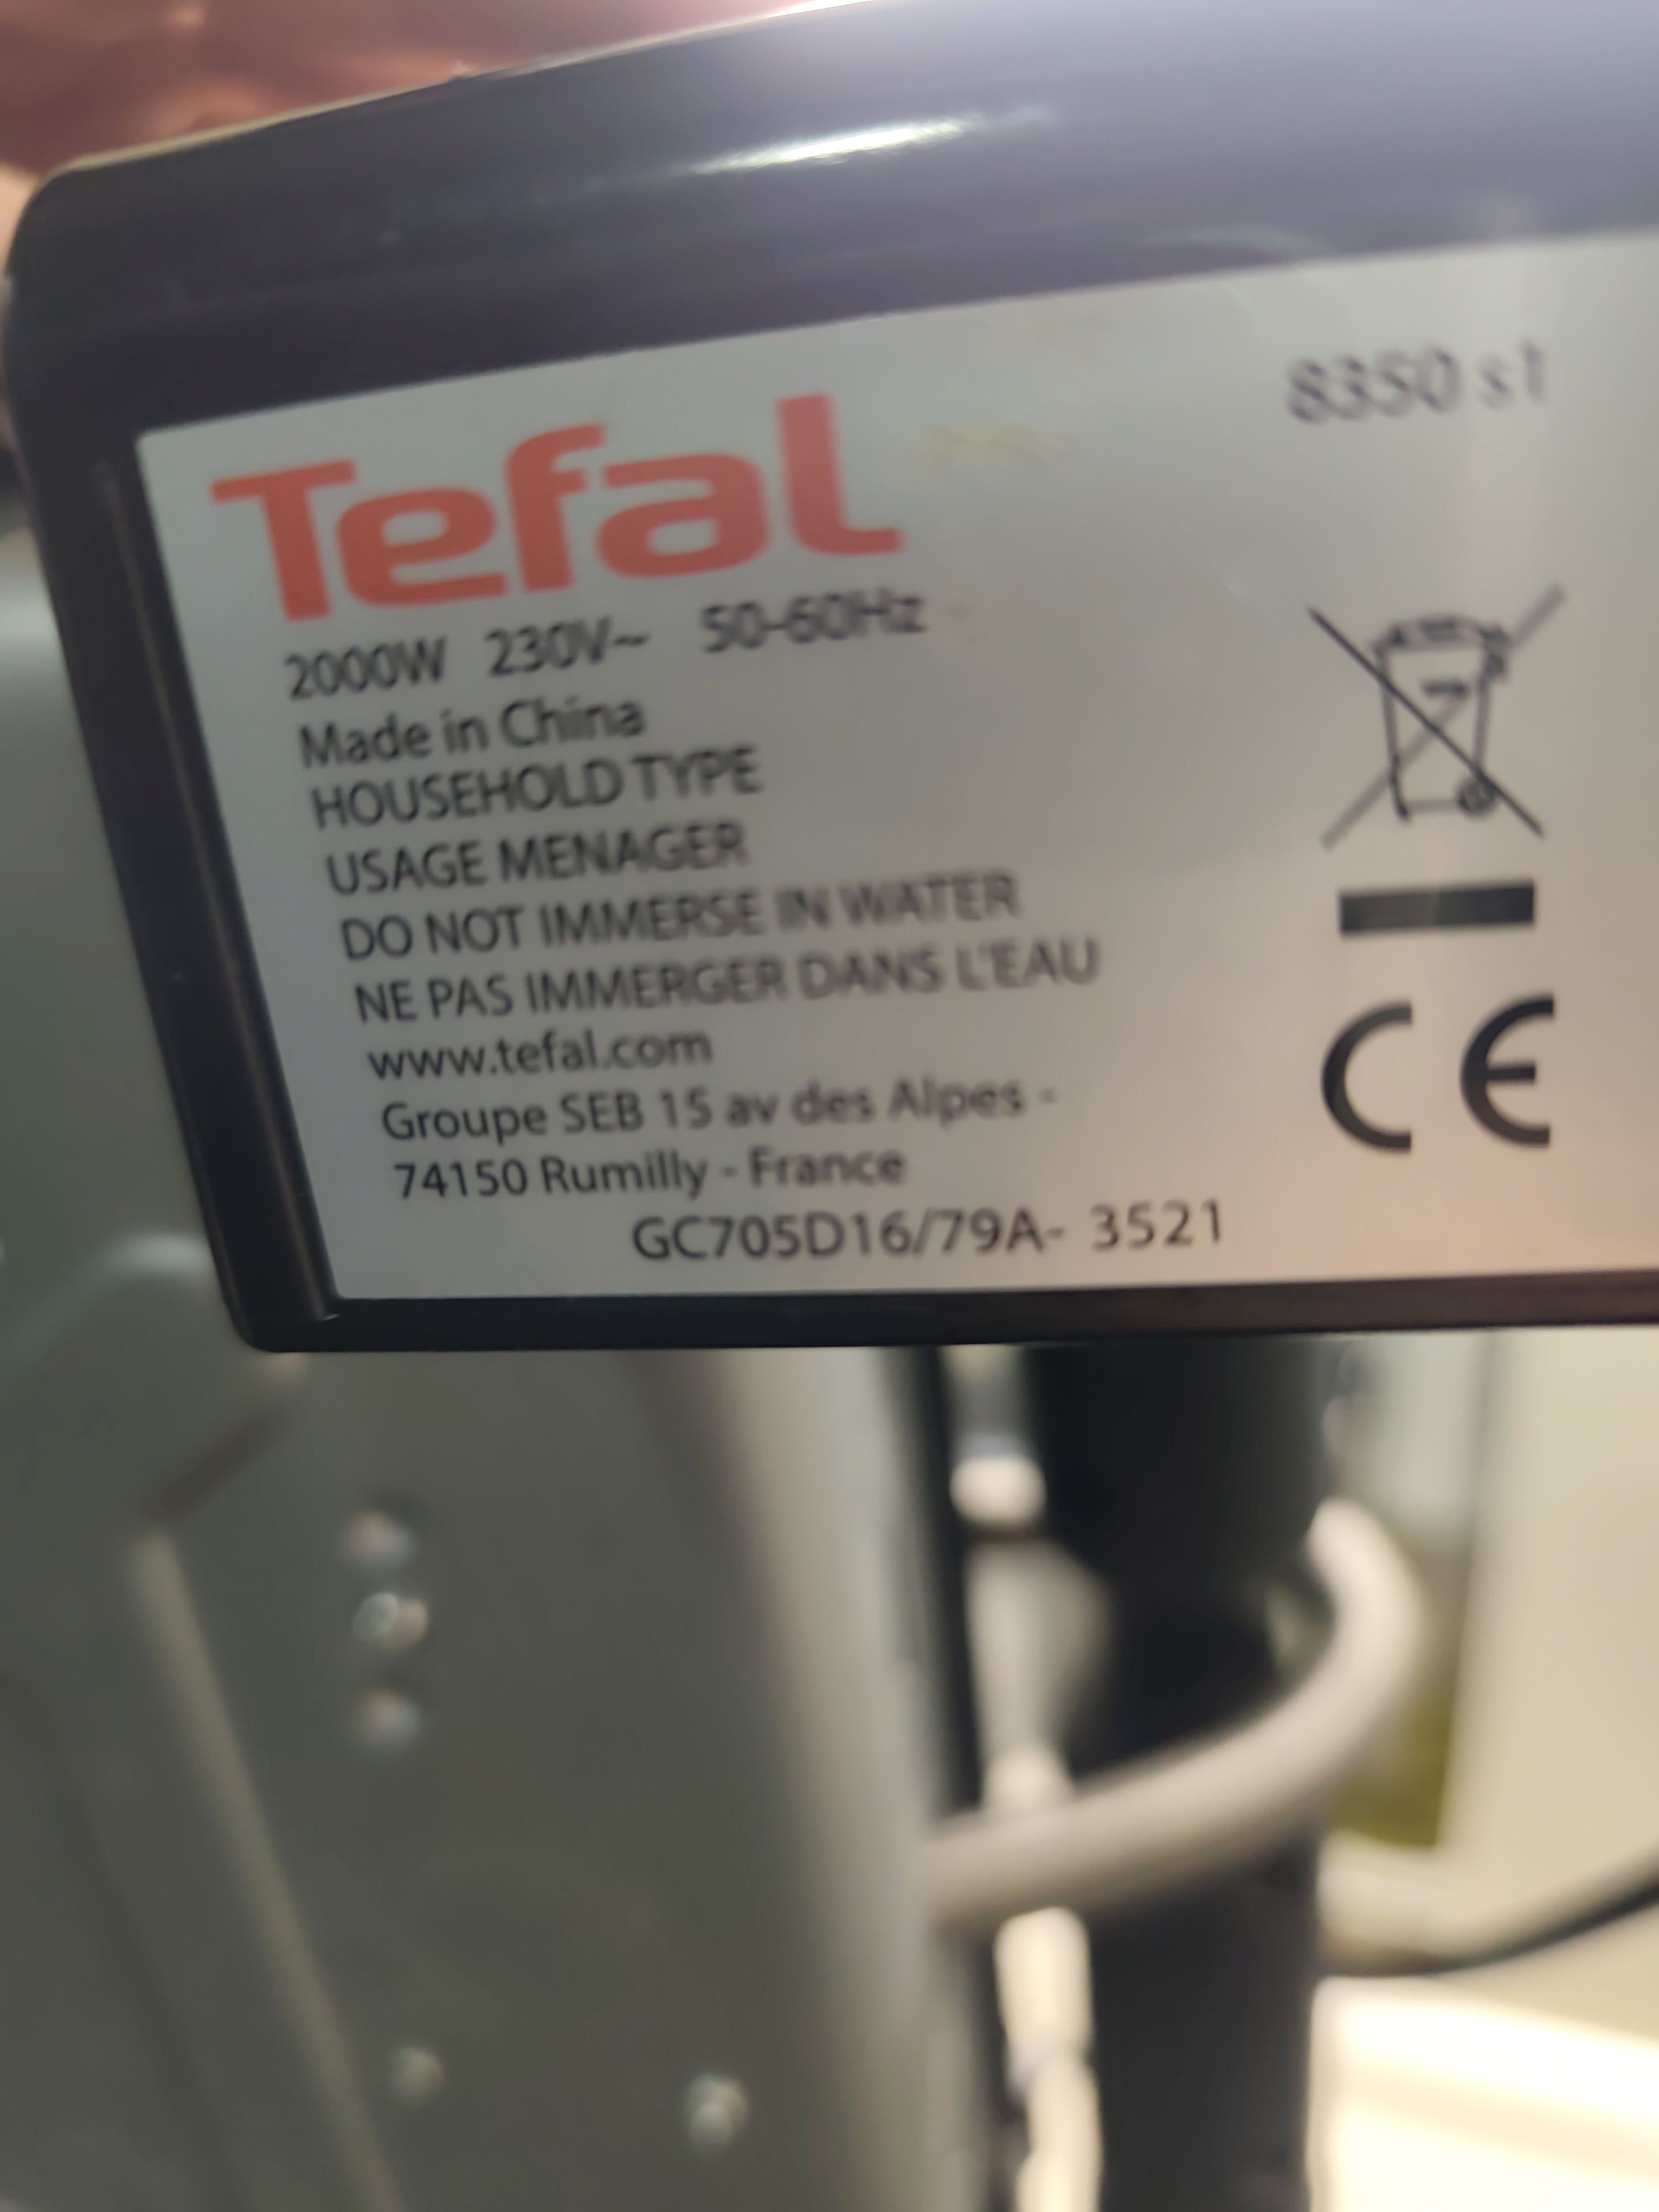 8350 s1
Tefal
2000W 230V~ 50-60Hz
Made in China
HOUSEHOLD TYPE
USAGE MENAGER
DO NOT IMMERSE IN WATER
NE PAS IMMERGER DANS L'EAU
www.tefal.com
Groupe SEB 15 av des Alpes -
74150 Rumilly - France
GC705D16/79A- 3521
CE